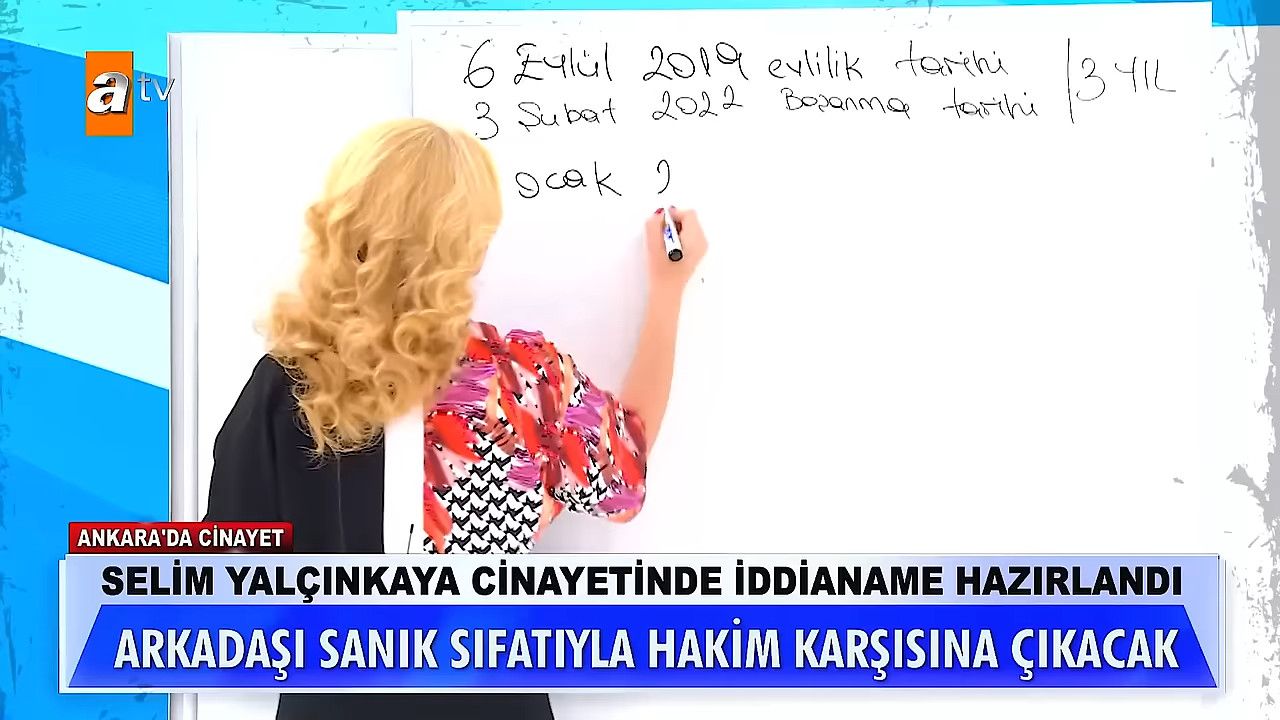 atv
6 Eylül 2019 evlilik tarihi
3 Şubat 2022 Boşanma tarihi
3 YIL
ocak 2
ANKARA'DA CİNAYET
SELİM YALÇINKAYA CİNAYETİNDE İDDİANAME HAZIRLANDI
ARKADAŞI SANIK SIFATIYLA HAKİM KARŞISINA ÇIKACAK